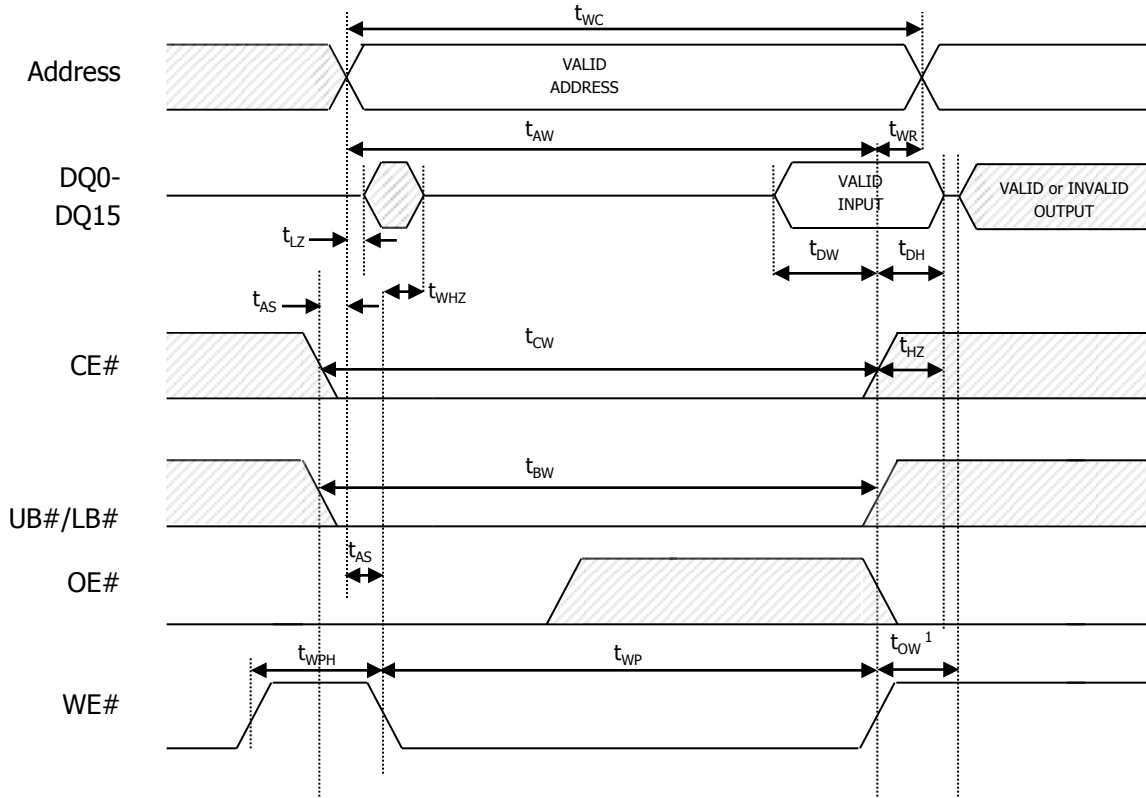 tWC
Address
VALID
ADDRESS
tAW
tWR
DQ0-
DQ15
VALID
INPUT
VALID or INVALID
OUTPUT
tLZ
tDW
tDH
tAS
tWHZ
CE#
tCW
tHZ
UB#/LB#
tBW
tAS
OE#
tWPH
tWP
tOW 1
WE#